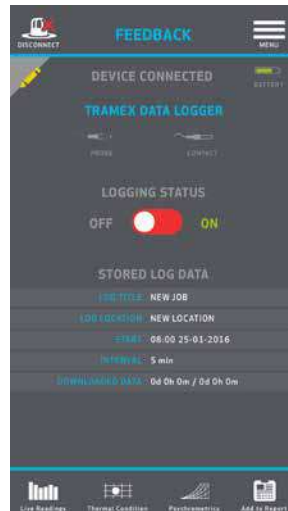 FEEDBACK
DISCONNECT
MENU
DEVICE CONNECTED
BATTERY
TRAMEX DATA LOGGER
PROBE CONTACT
LOGGING STATUS
OFF ON
STORED LOG DATA
LOG TITLE NEW JOB
LOG LOCATION NEW LOCATION
START 08:00 25-01-2016
INTERVAL 5 min
DOWNLOADED DATA 0d 0h 0m / 0d 0h 0m
Live Readings Thermal Condition Psychrometrics Add to Report